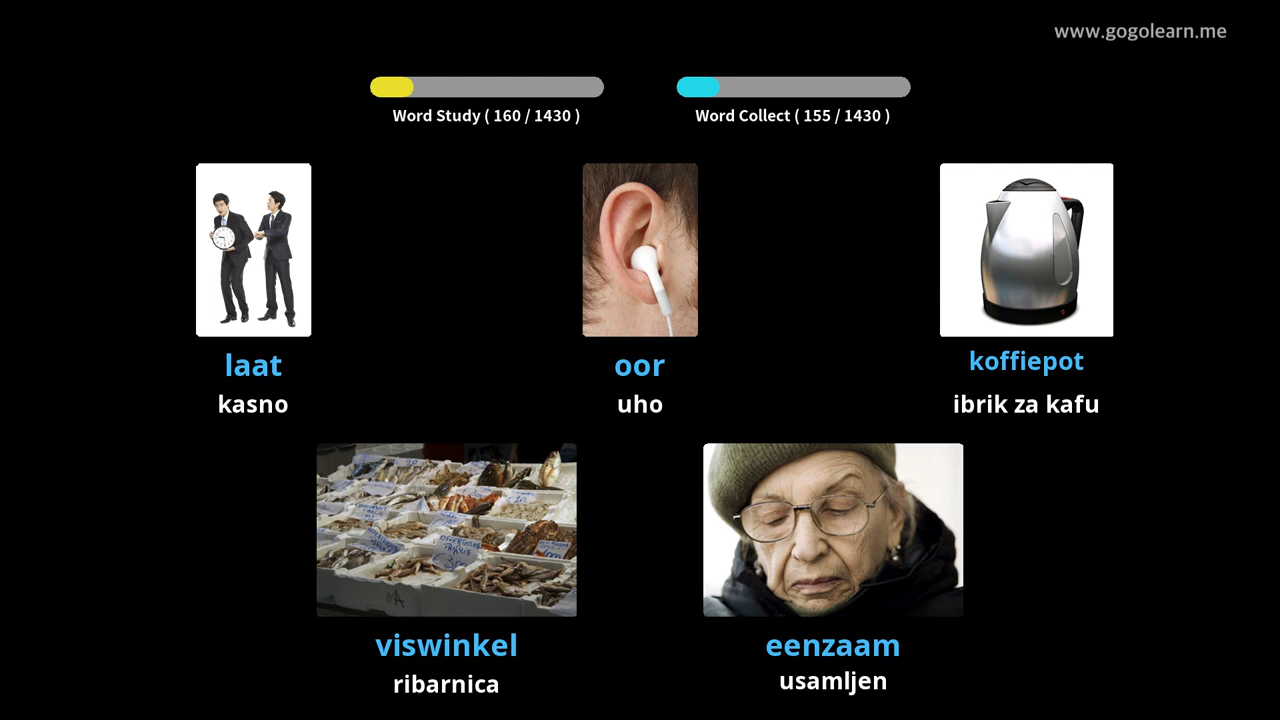 www.gogolearn.me
Word Study ( 160 / 1430 )
Word Collect ( 155 / 1430 )
laat
oor
koffiepot
kasno
uho
ibrik za kafu
viswinkel
eenzaam
ribarnica
usamljen